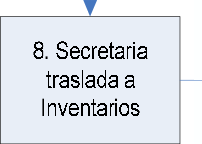 8. Secretaria
traslada a
Inventarios